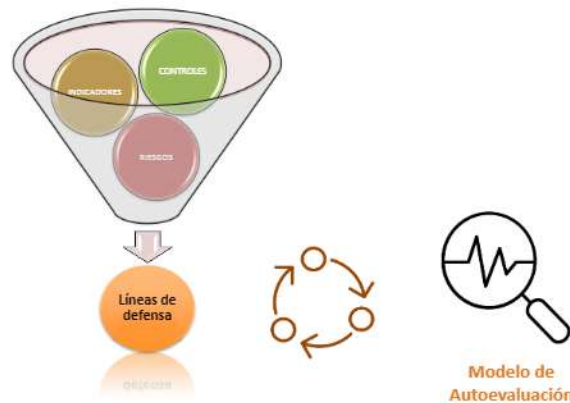 CONTROLES
INDICADORES
RIESGOS
Líneas de
defensa
Modelo de
Autoevaluación